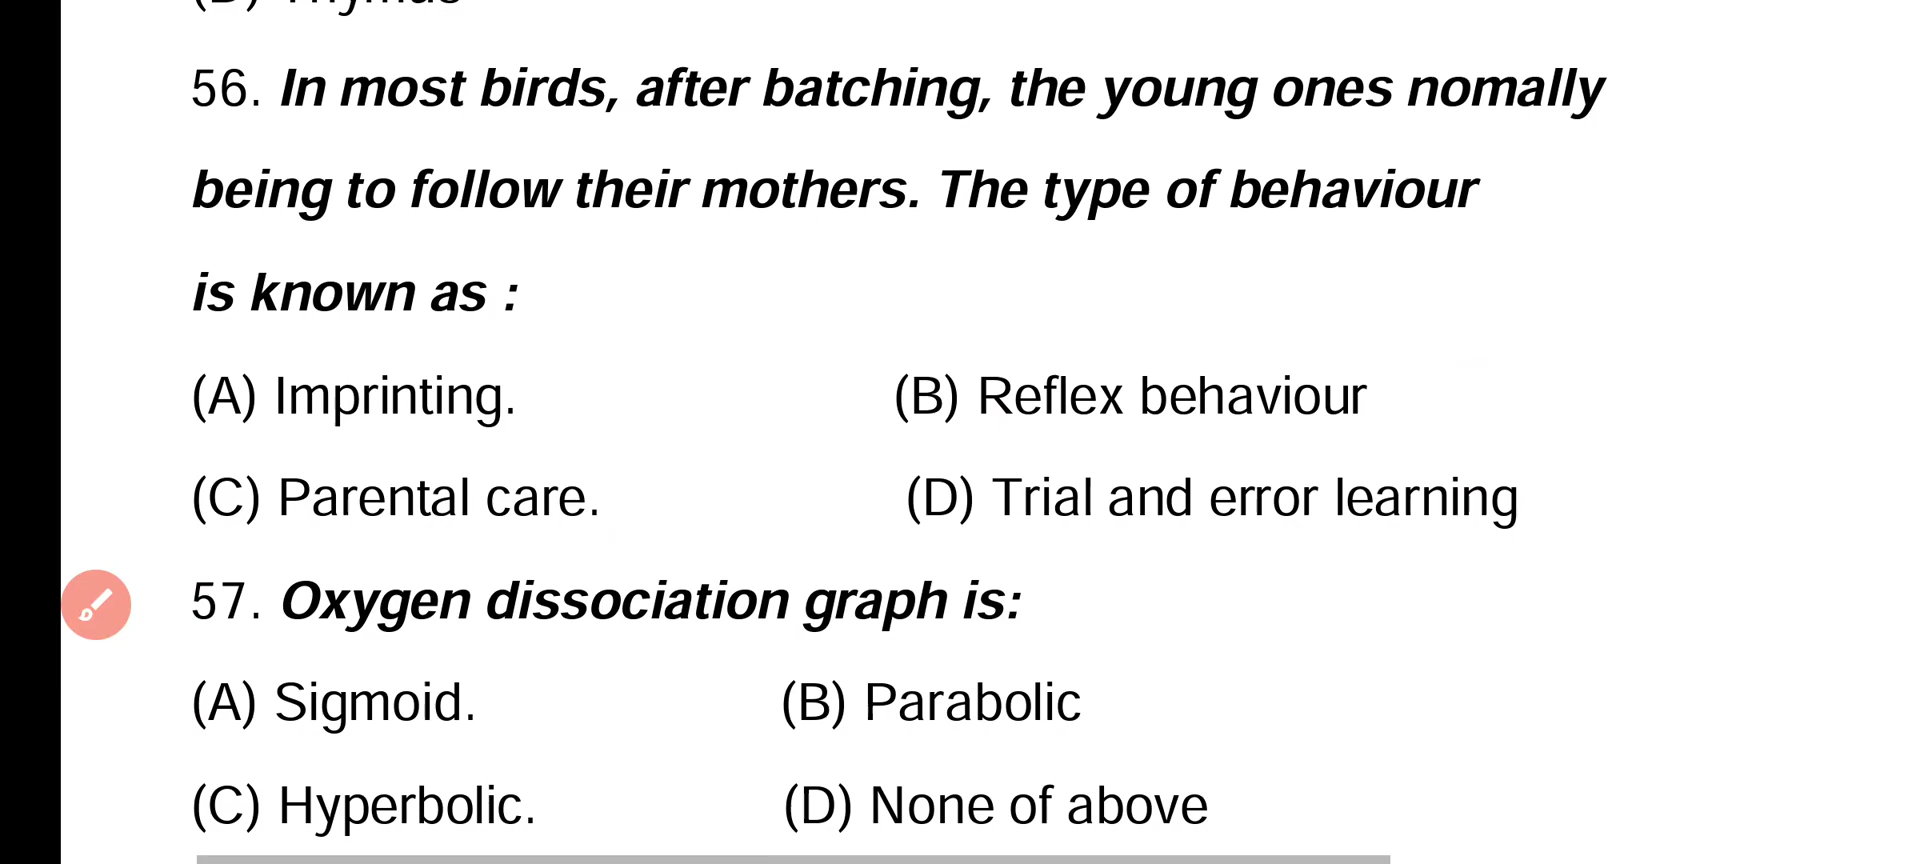 56. In most birds, after batching, the young ones nomally
being to follow their mothers. The type of behaviour
is known as :
(A) Imprinting. (B) Reflex behaviour
(C) Parental care. (D) Trial and error learning
57. Oxygen dissociation graph is:
(A) Sigmoid. (B) Parabolic
(C) Hyperbolic. (D) None of above